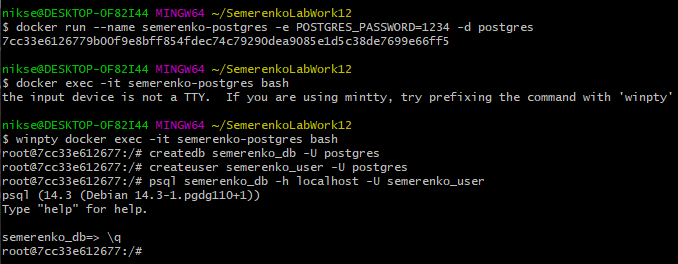 nikse@DESKTOP-OF82I44 MINGW64 ~/SemerenkoLabWork12
$ docker run --name semerenko-postgres -e POSTGRES_PASSWORD=1234 -d postgres
7cc33e6126779b00f9e8bff854fdec74c79290dea9085e1d5c38de7699e66ff5

nikse@DESKTOP-OF82I44 MINGW64 ~/SemerenkoLabWork12
$ docker exec -it semerenko-postgres bash
the input device is not a TTY.  If you are using mintty, try prefixing the command with 'winpty'

nikse@DESKTOP-OF82I44 MINGW64 ~/SemerenkoLabWork12
$ winpty docker exec -it semerenko-postgres bash
root@7cc33e612677:/# createdb semerenko_db -U postgres
root@7cc33e612677:/# createuser semerenko_user -U postgres
root@7cc33e612677:/# psql semerenko_db -h localhost -U semerenko_user
psql (14.3 (Debian 14.3-1.pgdg110+1))
Type "help" for help.

semerenko_db=> \q
root@7cc33e612677:/#